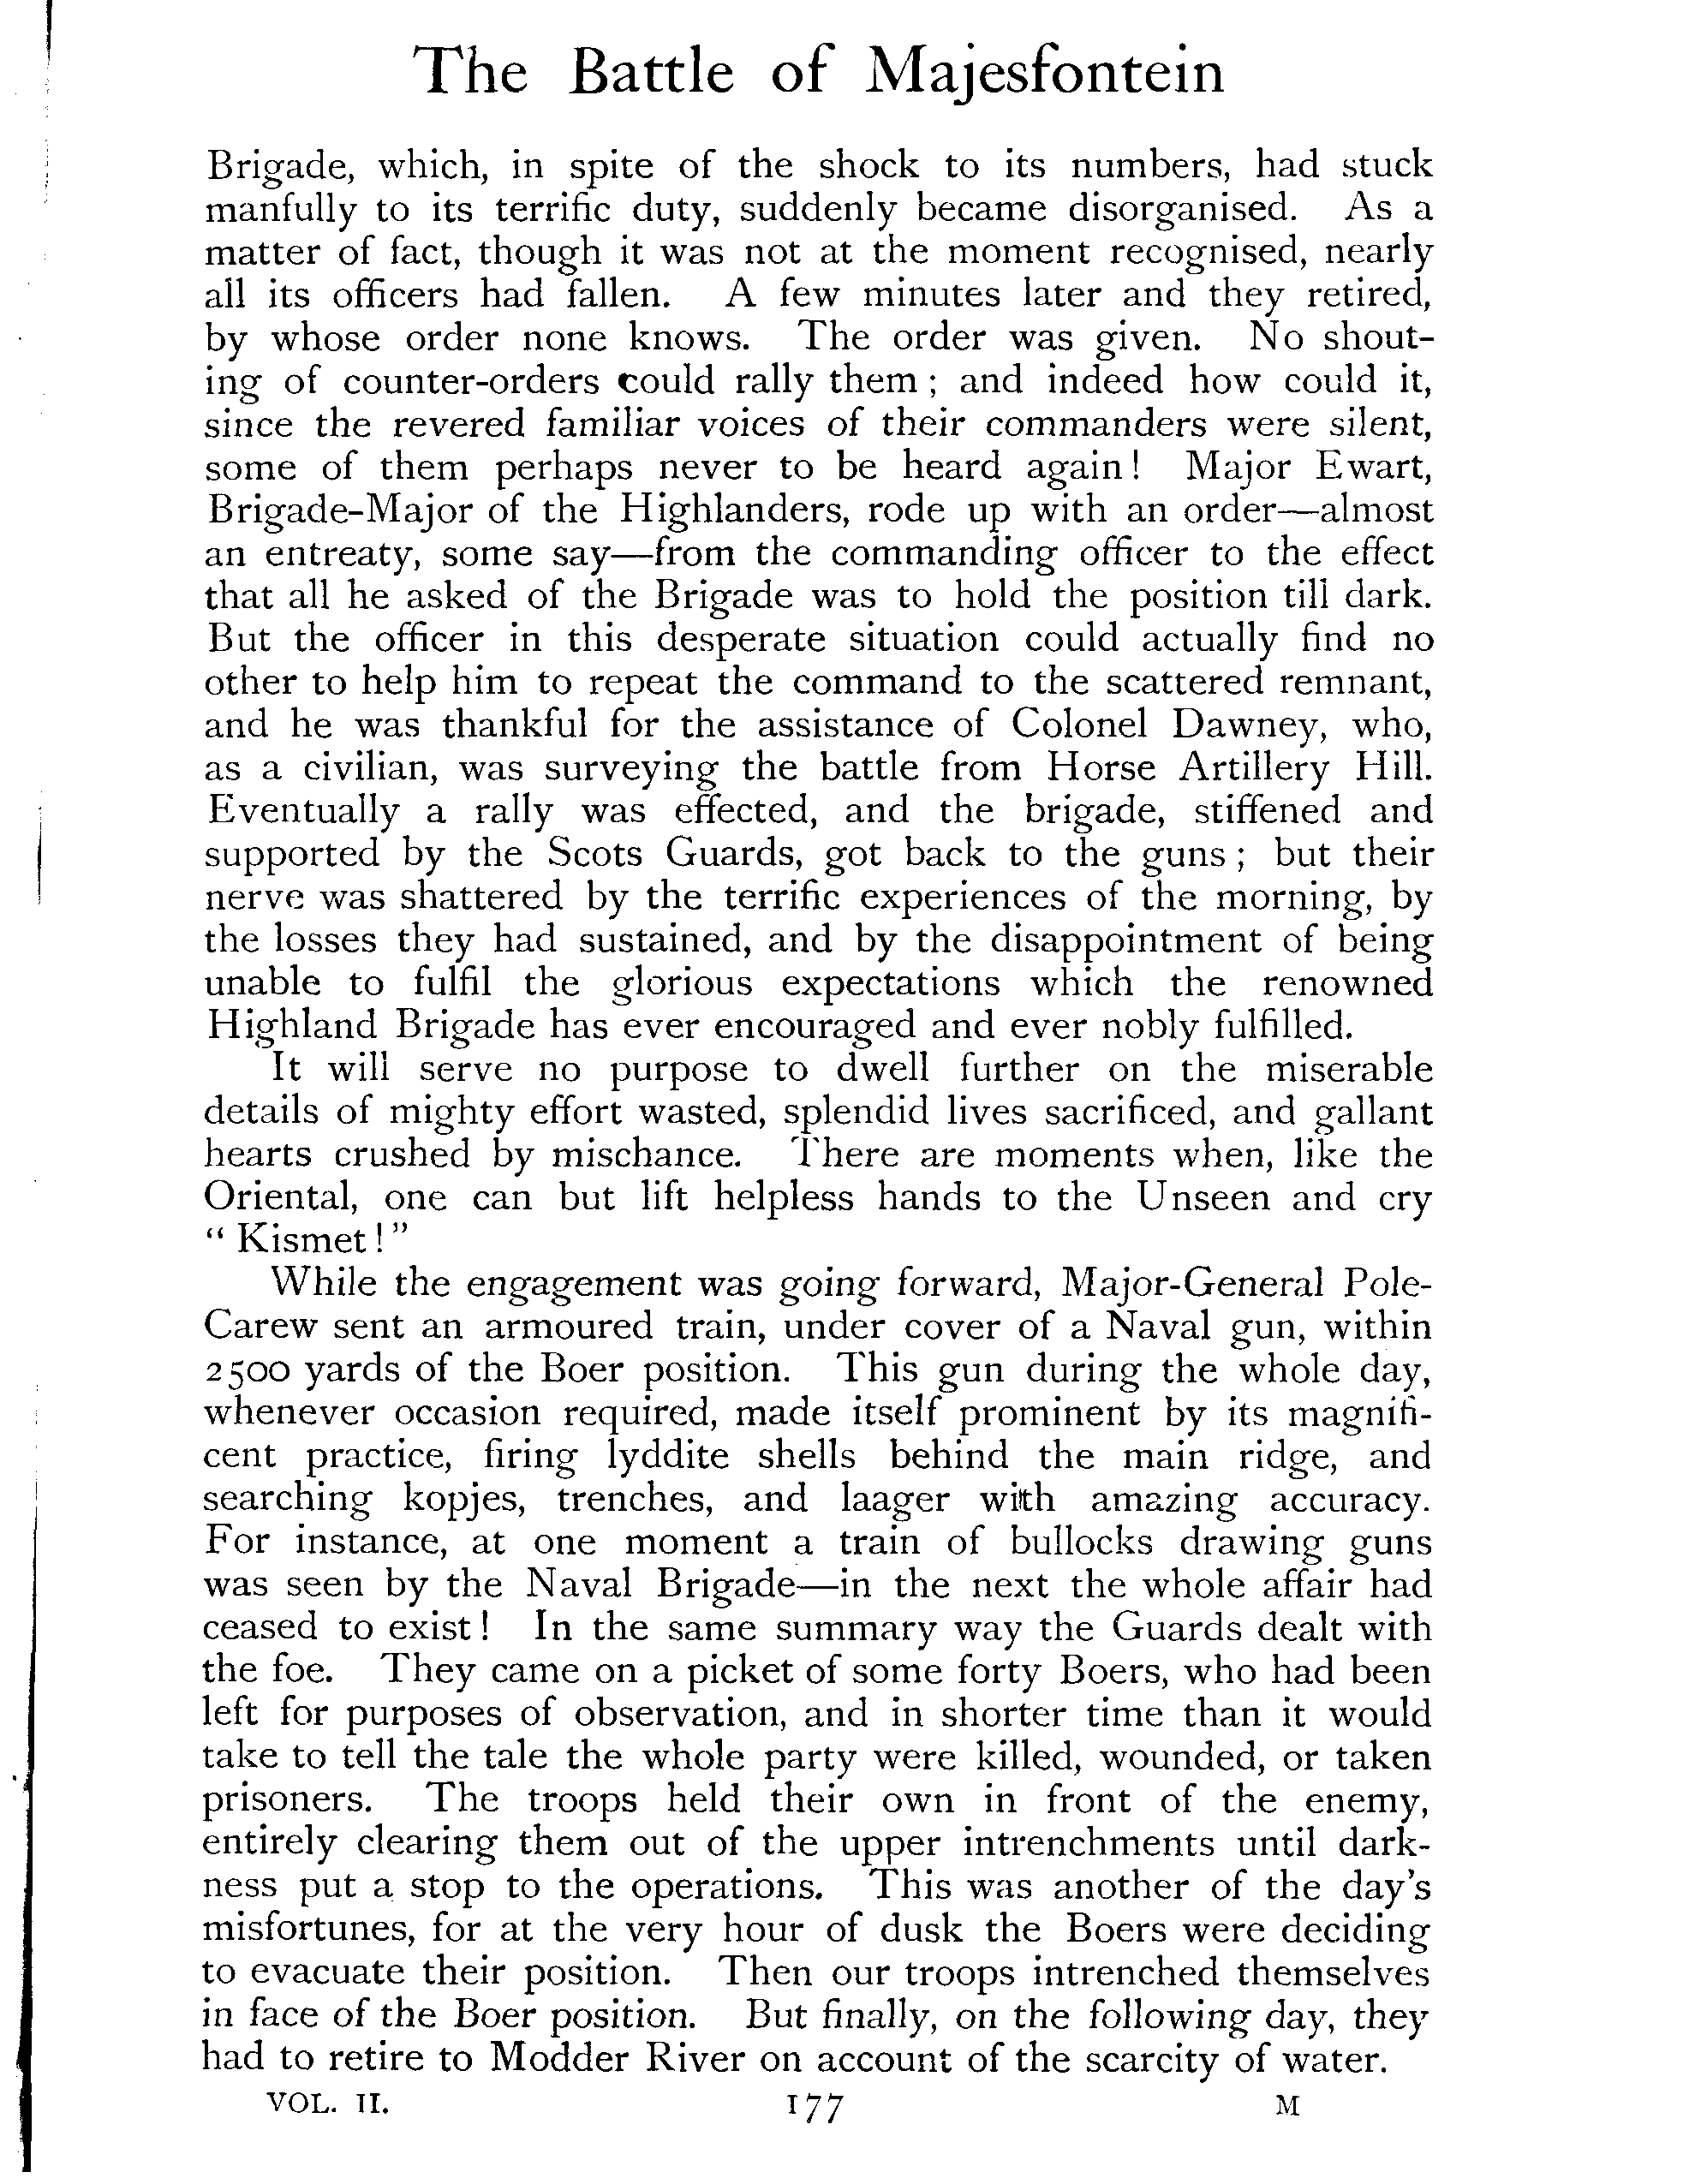 The Battle of Majesfontein
Brigade, which, in spite of the shock to its numbers, had stuck
manfully to its terrific duty, suddenly became disorganised. As a
matter of fact, though it was not at the moment recognised, nearly
all its officers had fallen. A few minutes later and they retired,
by whose order none knows. The order was given. No shout-
ing of counter-orders could rally them ; and indeed how could it,
since the revered familiar voices of their commanders were silent,
some of them perhaps never to be heard again! Major Ewart,
Brigade-Major of the Highlanders, rode up with an order—almost
an entreaty, some say—from the commanding officer to the effect
that all he asked of the Brigade was to hold the position till dark.
But the officer in this desperate situation could actually find no
other to help him to repeat the command to the scattered remnant,
and he was thankful for the assistance of Colonel Dawney, who,
as a civilian, was surveying the battle from Horse Artillery Hill.
Eventually a rally was effected, and the brigade, stiffened and
supported by the Scots Guards, got back to the guns ; but their
nerve was shattered by the terrific experiences of the morning, by
the losses they had sustained, and by the disappointment of being
unable to fulfil the glorious expectations which the renowned
Highland Brigade has ever encouraged and ever nobly fulfilled.
It will serve no purpose to dwell further on the miserable
details of mighty effort wasted, splendid lives sacrificed, and gallant
hearts crushed by mischance. There are moments when, like the
Oriental, one can but lift helpless hands to the Unseen and cry
“ Kismet ! ”
While the engagement was going forward, Major-General Pole-
Carew sent an armoured train, under cover of a Naval gun, within
2500 yards of the Boer position. This gun during the whole day,
whenever occasion required, made itself prominent by its magnifi-
cent practice, firing lyddite shells behind the main ridge, and
searching kopjes, trenches, and laager with amazing accuracy.
For instance, at one moment a train of bullocks drawing guns
was seen by the Naval Brigade—in the next the whole affair had
ceased to exist ! In the same summary way the Guards dealt with
the foe. They came on a picket of some forty Boers, who had been
left for purposes of observation, and in shorter time than it would
take to tell the tale the whole party were killed, wounded, or taken
prisoners. The troops held their own in front of the enemy,
entirely clearing them out of the upper intrenchments until dark-
ness put a stop to the operations. This was another of the day's
misfortunes, for at the very hour of dusk the Boers were deciding
to evacuate their position. Then our troops intrenched themselves
in face of the Boer position. But finally, on the following day, they
had to retire to Modder River on account of the scarcity of water.
VOL. II. 177 M